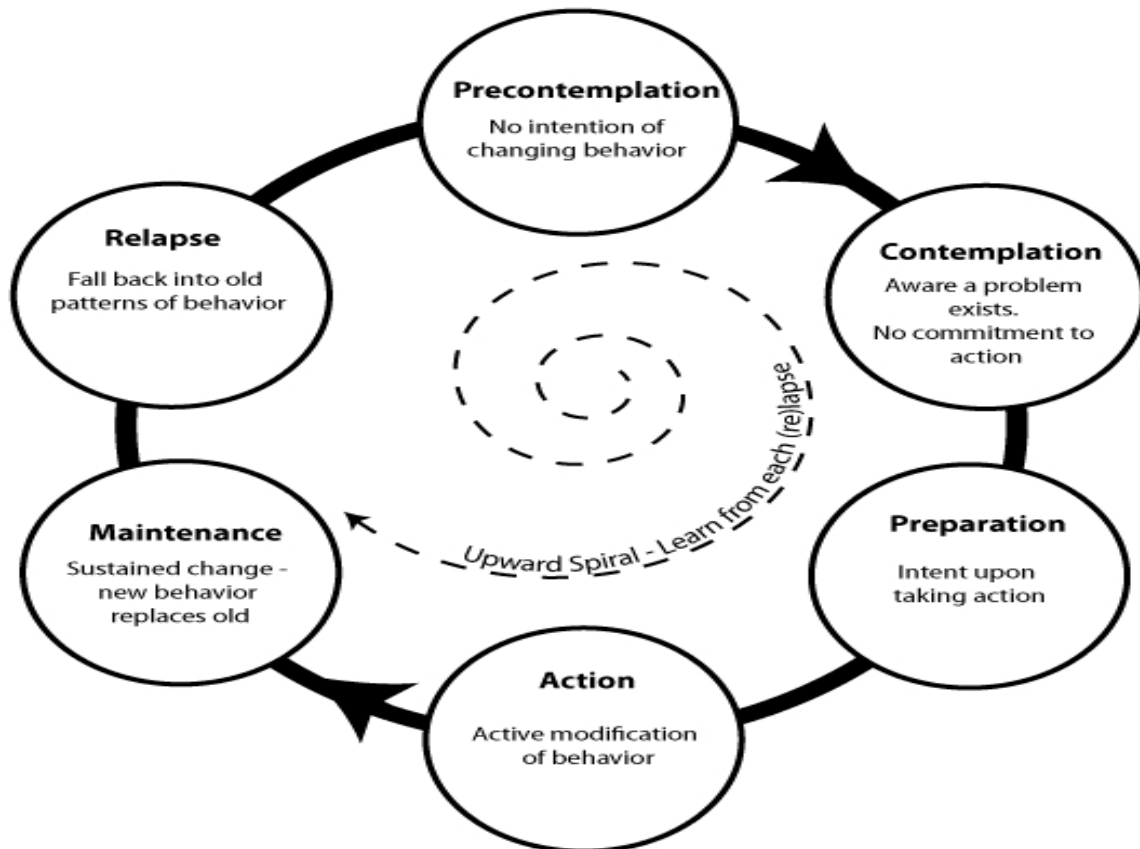 Precontemplation
No intention of
changing behavior
Contemplation
Aware a problem
exists.
No commitment to
action
Preparation
Intent upon
taking action
Action
Active modification
of behavior
Maintenance
Sustained change -
new behavior
replaces old
Relapse
Fall back into old
patterns of behavior
Upward Spiral - Learn from each (re)lapse